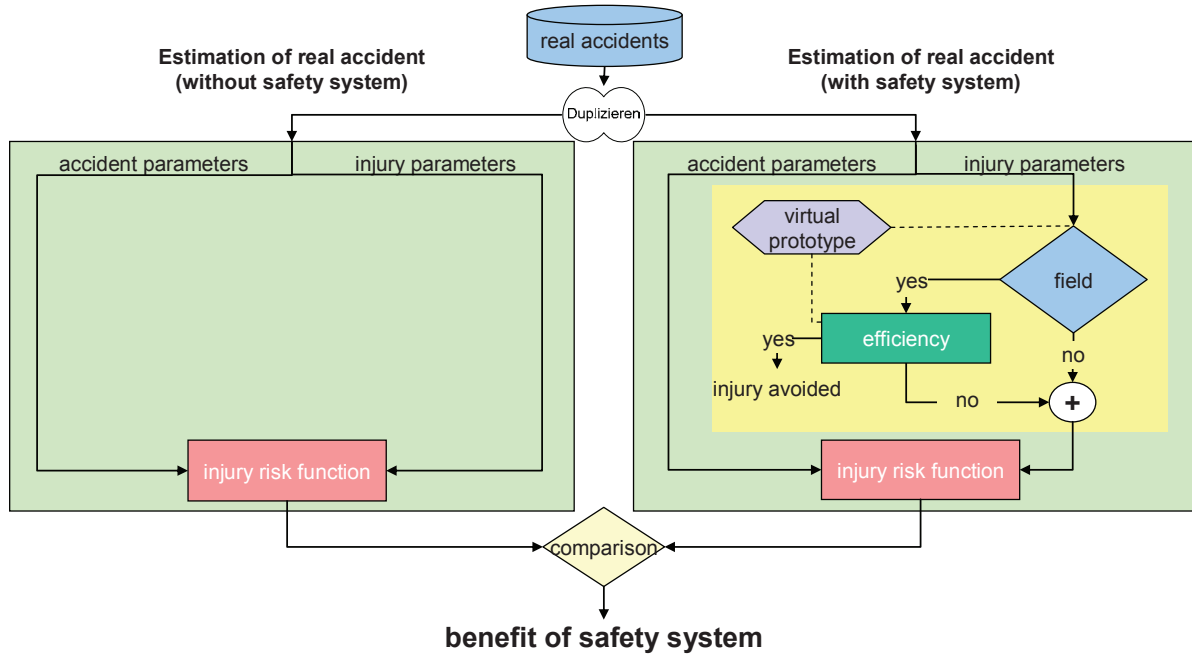 real accidents
Estimation of real accident
(without safety system)
Estimation of real accident
(with safety system)
Duplizieren
accident parameters
injury parameters
accident parameters
injury parameters
virtual
prototype
field
yes
efficiency
yes
no
injury avoided
no
+
injury risk function
injury risk function
comparison
benefit of safety system